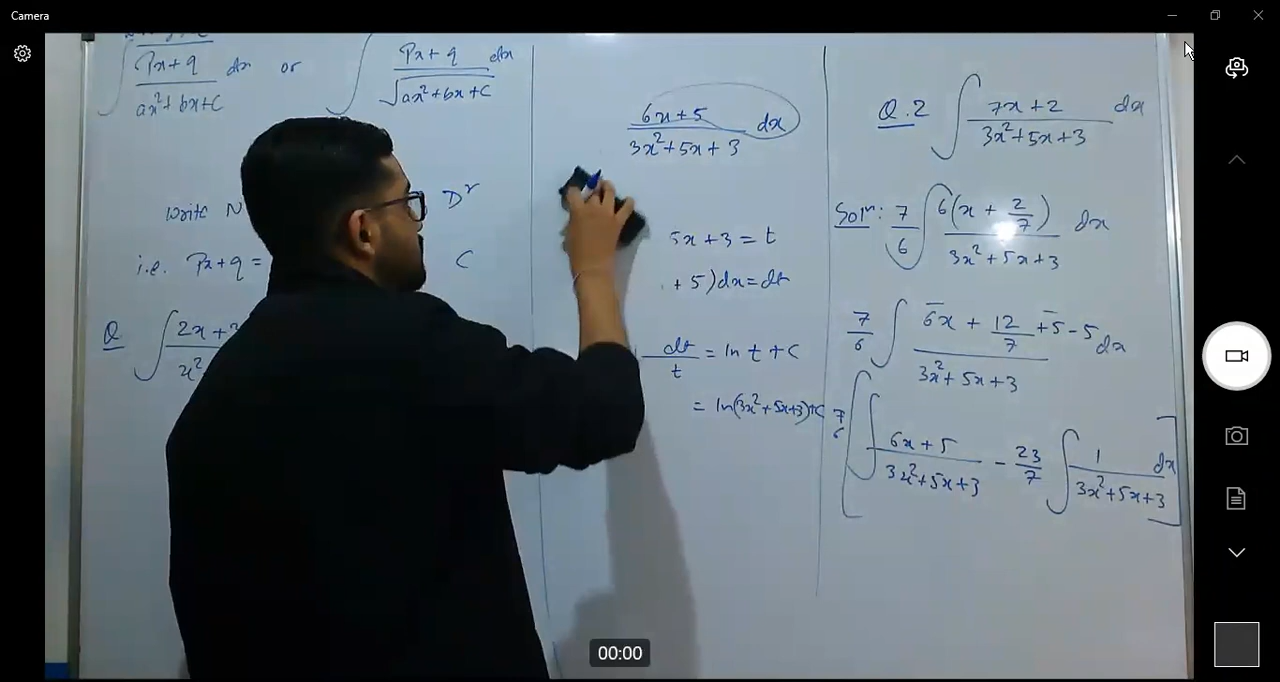 Camera
Px+q / ax²+bx+c dx or ∫ Px+q / √ax²+bx+c dx
Write N D^r
i.e. Px+q = C
Q ∫ 2x+
x²
6x+5 / 3x²+5x+3 dx
5x+3 = t
+5)dx = dt
dt / t = ln t + c
= ln(3x²+5x+3)+c
Q.2 ∫ 7x+2 / 3x²+5x+3 dx
Solⁿ: 7/6 ∫ 6(x + 2/7) / 3x²+5x+3 dx
7/6 ∫ 6x + 12/7 +5-5 / 3x²+5x+3 dx
7/6 [ ∫ 6x+5 / 3x²+5x+3 - 23/7 ∫ 1 / 3x²+5x+3 dx ]
00:00